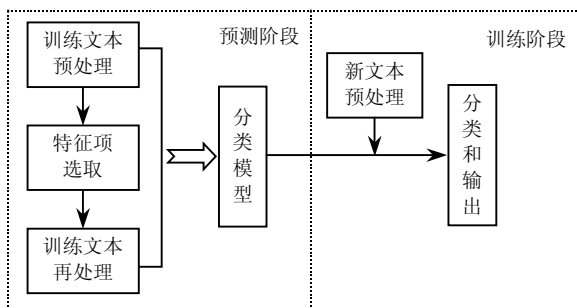 训练文本
预处理
特征项
选取
训练文本
再处理
预测阶段
分
类
模
型
训练阶段
新文本
预处理
分
类
和
输
出